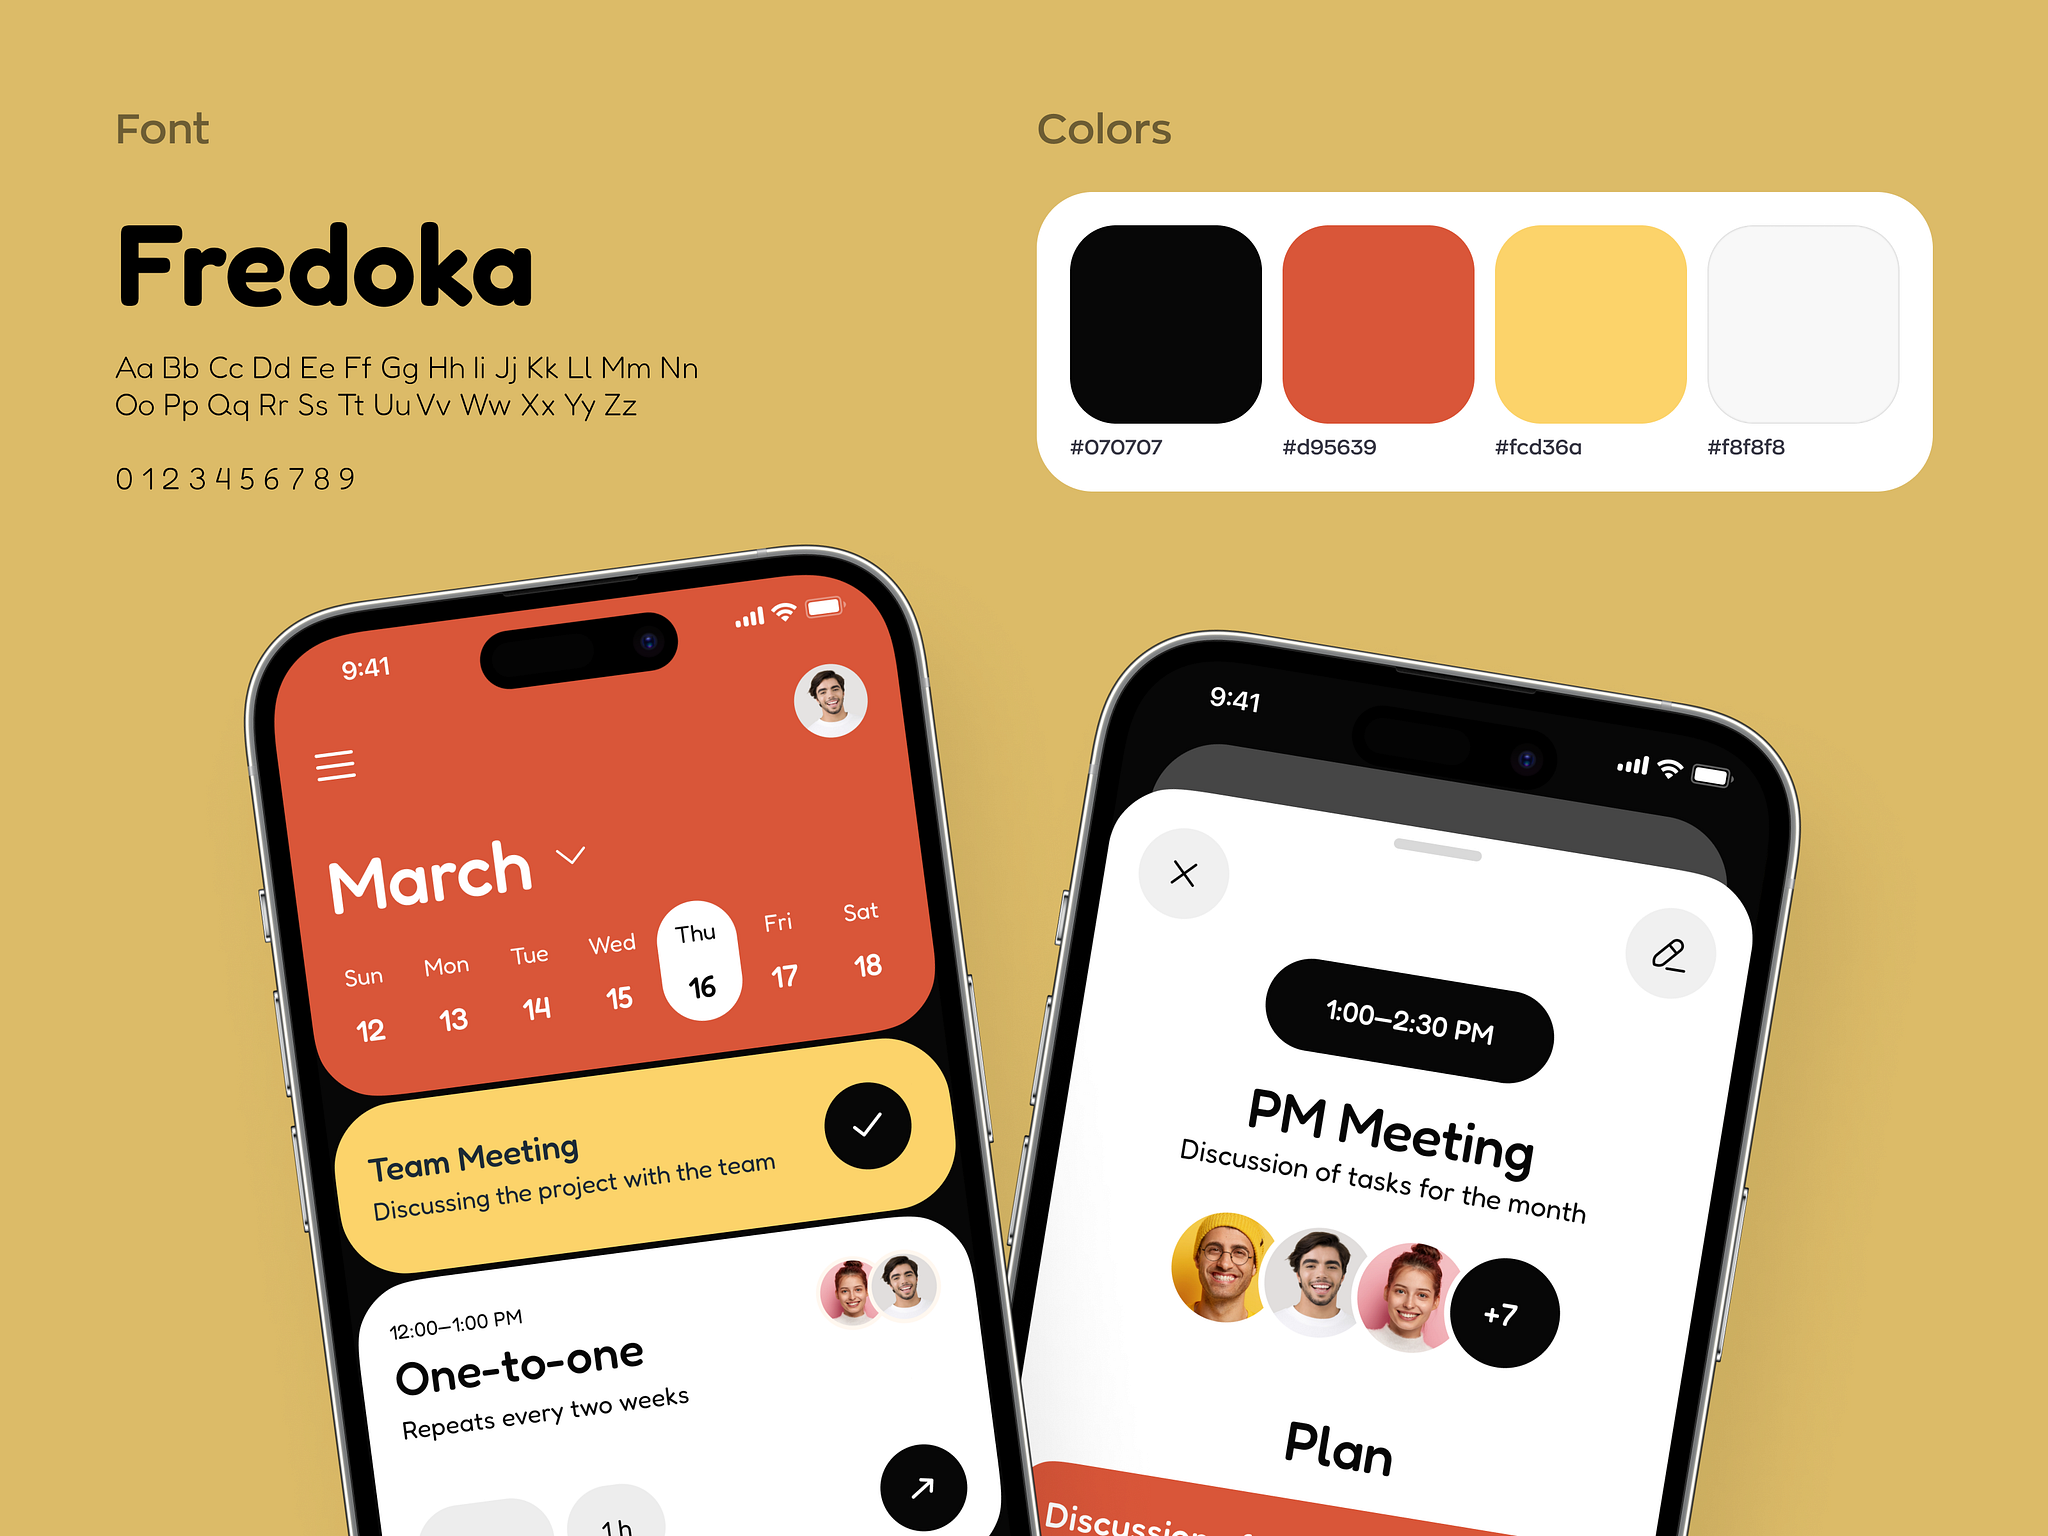 Font
Fredoka
Aa Bb Cc Dd Ee Ff Gg Hh Ii Jj Kk Ll Mm Nn
Oo Pp Qq Rr Ss Tt Uu Vv Ww Xx Yy Zz
0 1 2 3 4 5 6 7 8 9
Colors
#070707
#d95639
#fcd36a
#f8f8f8
9:41
March
Sun Mon Tue Wed Thu Fri Sat
12 13 14 15 16 17 18
Team Meeting
Discussing the project with the team
12:00–1:00 PM
One-to-one
Repeats every two weeks
1 h
9:41
1:00–2:30 PM
PM Meeting
Discussion of tasks for the month
+7
Plan
Discussion